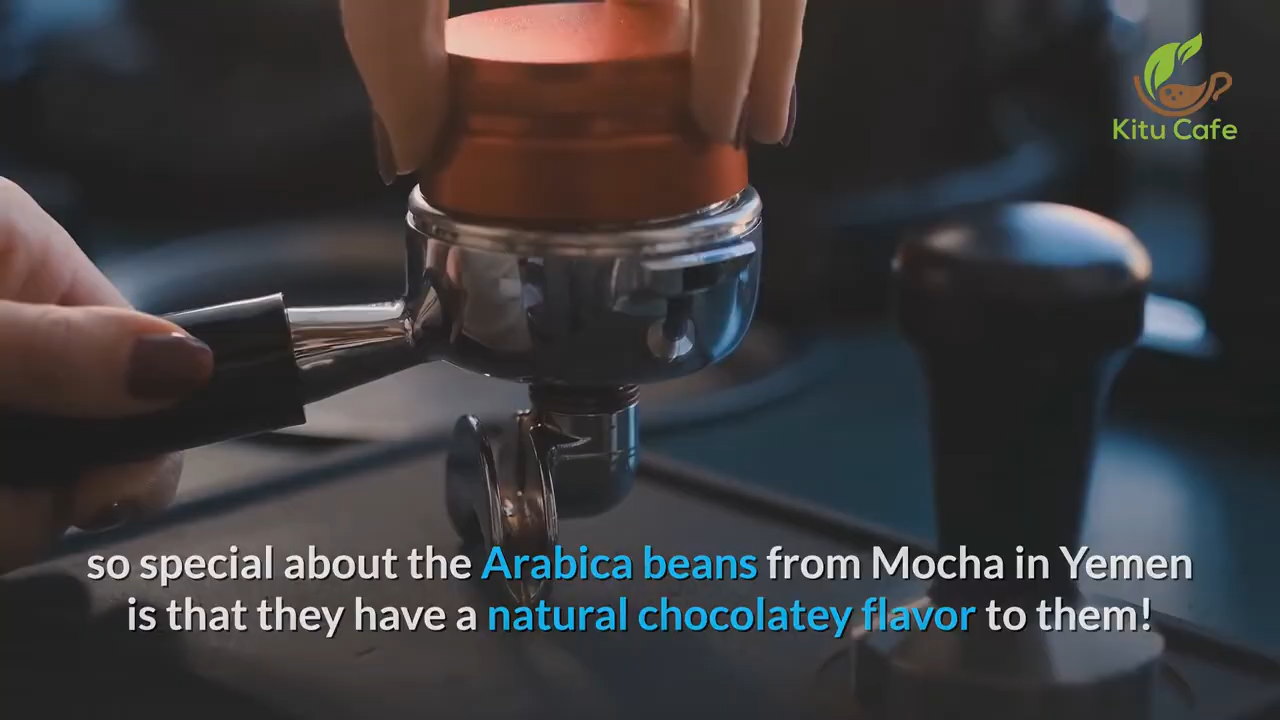 Kitu Cafe
so special about the Arabica beans from Mocha in Yemen
is that they have a natural chocolatey flavor to them!